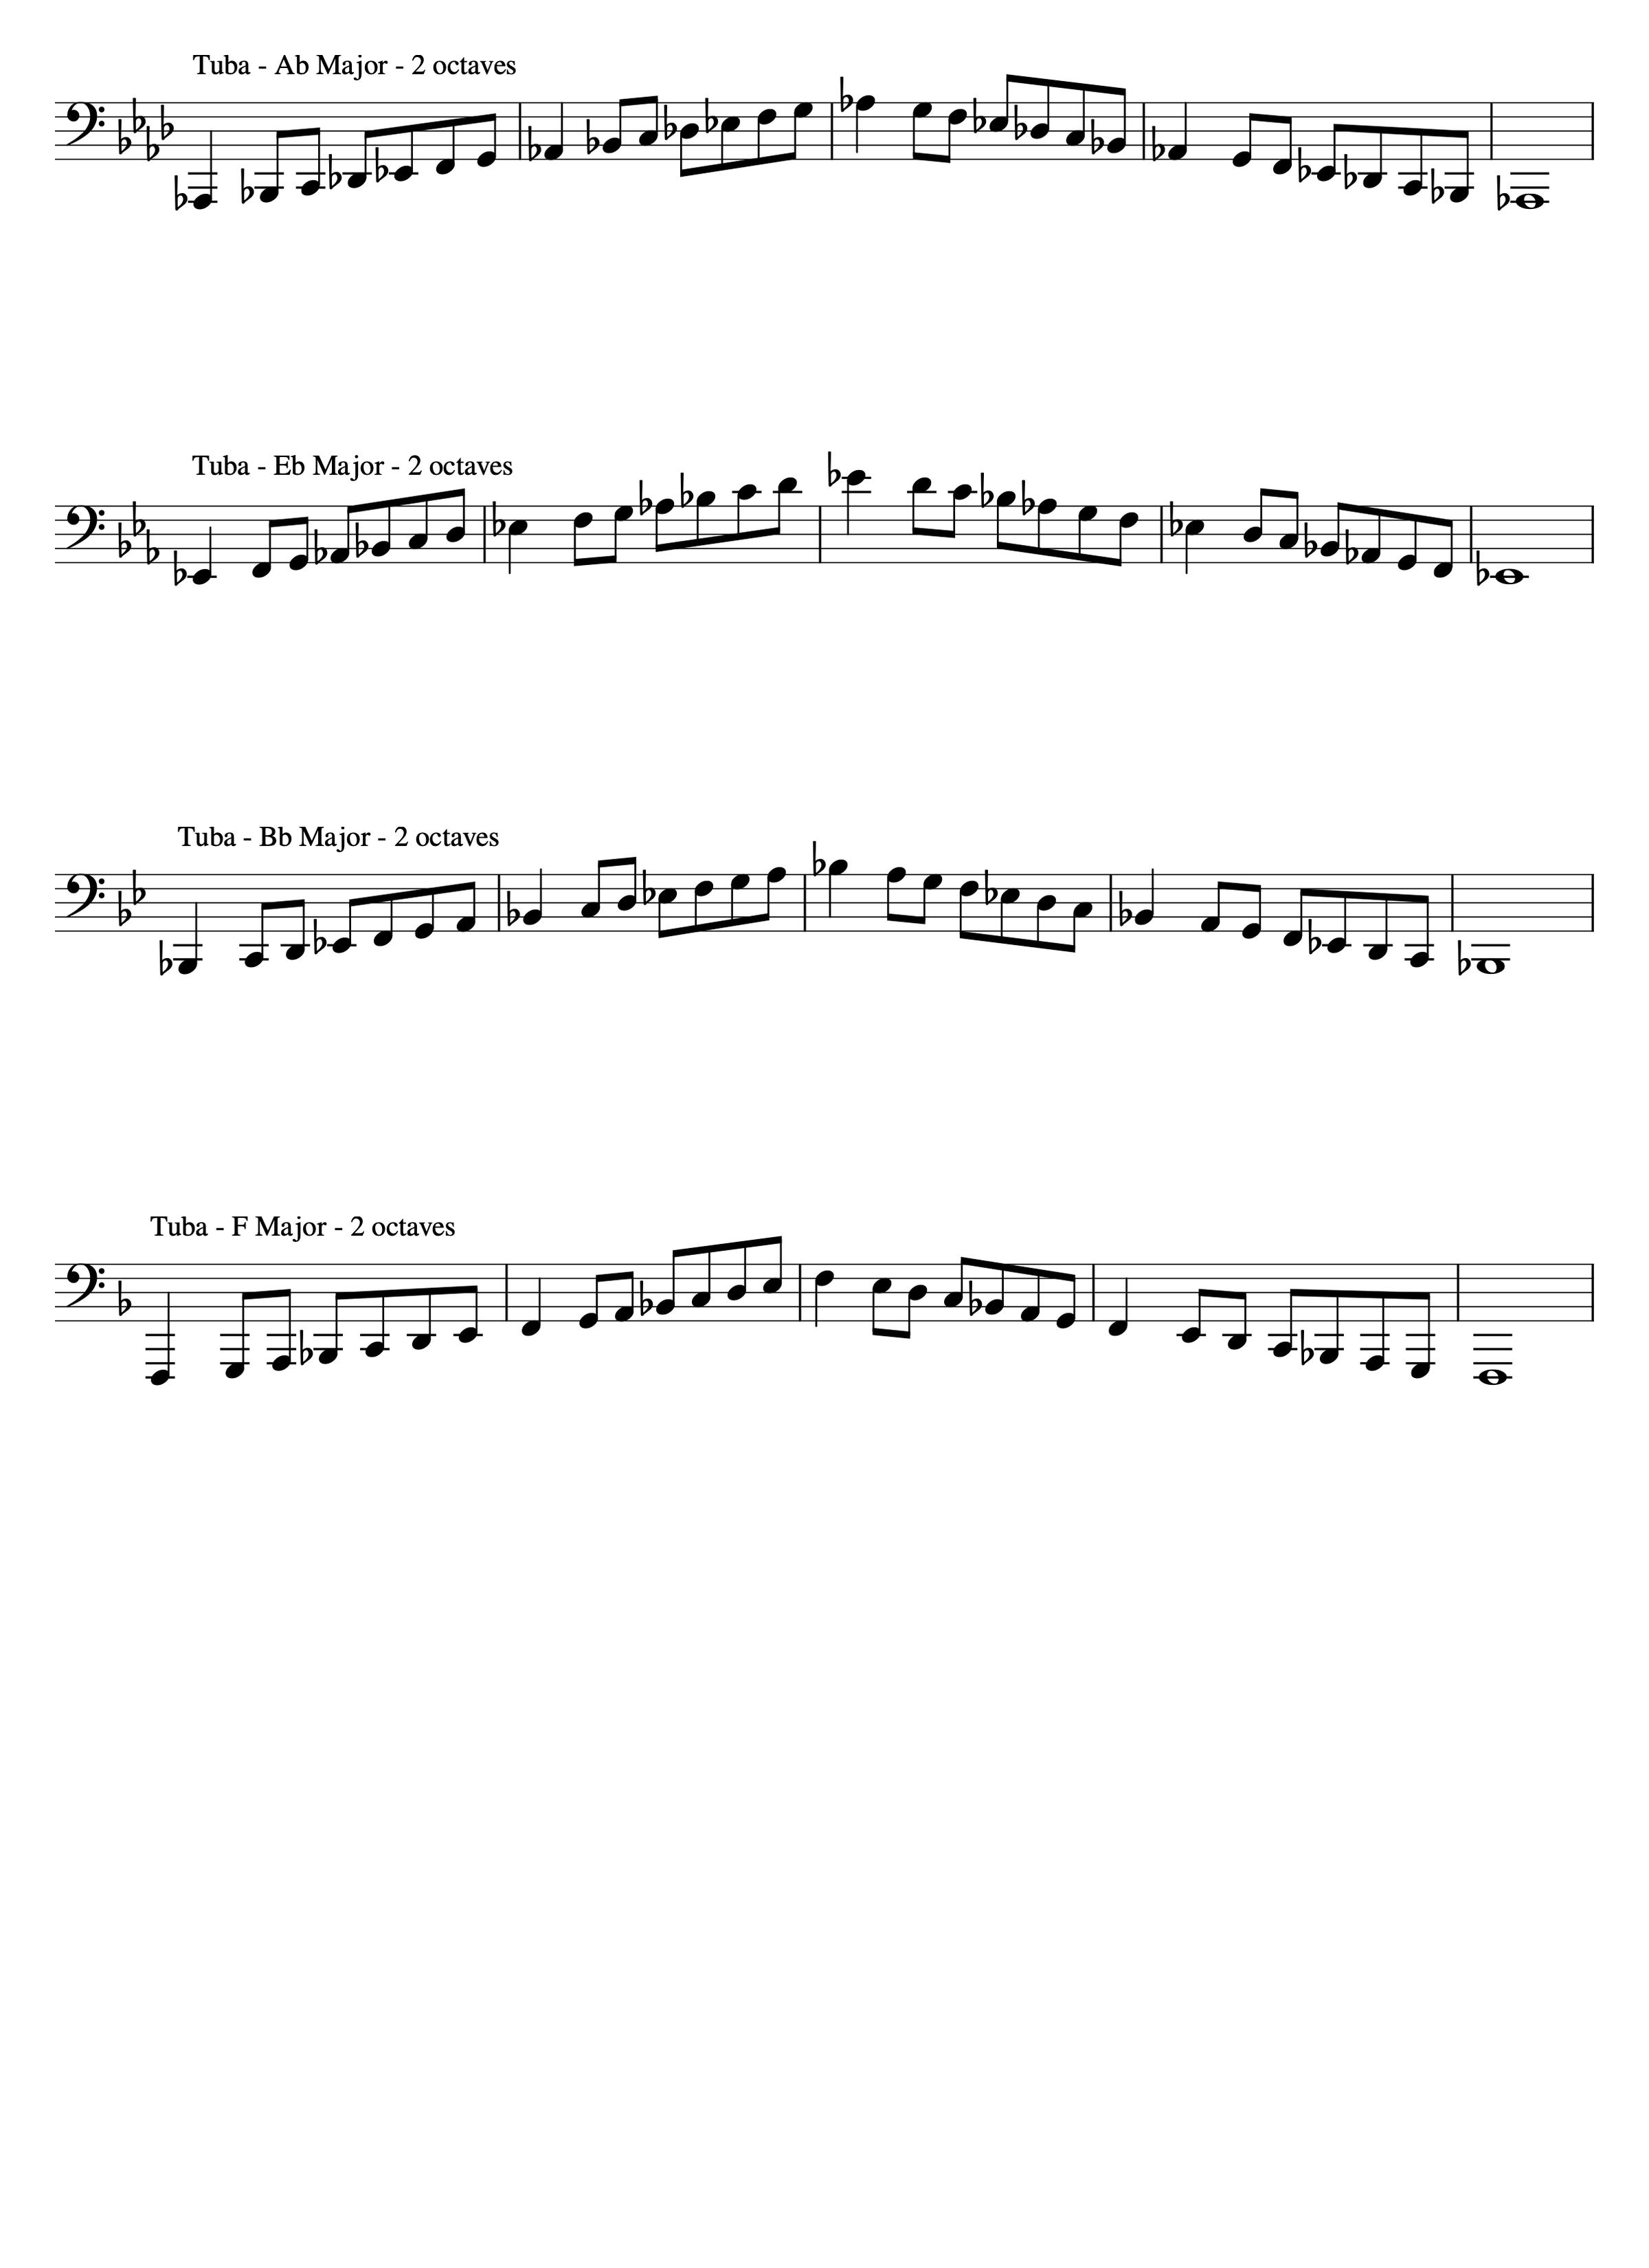 Tuba - Ab Major - 2 octaves
Tuba - Eb Major - 2 octaves
Tuba - Bb Major - 2 octaves
Tuba - F Major - 2 octaves